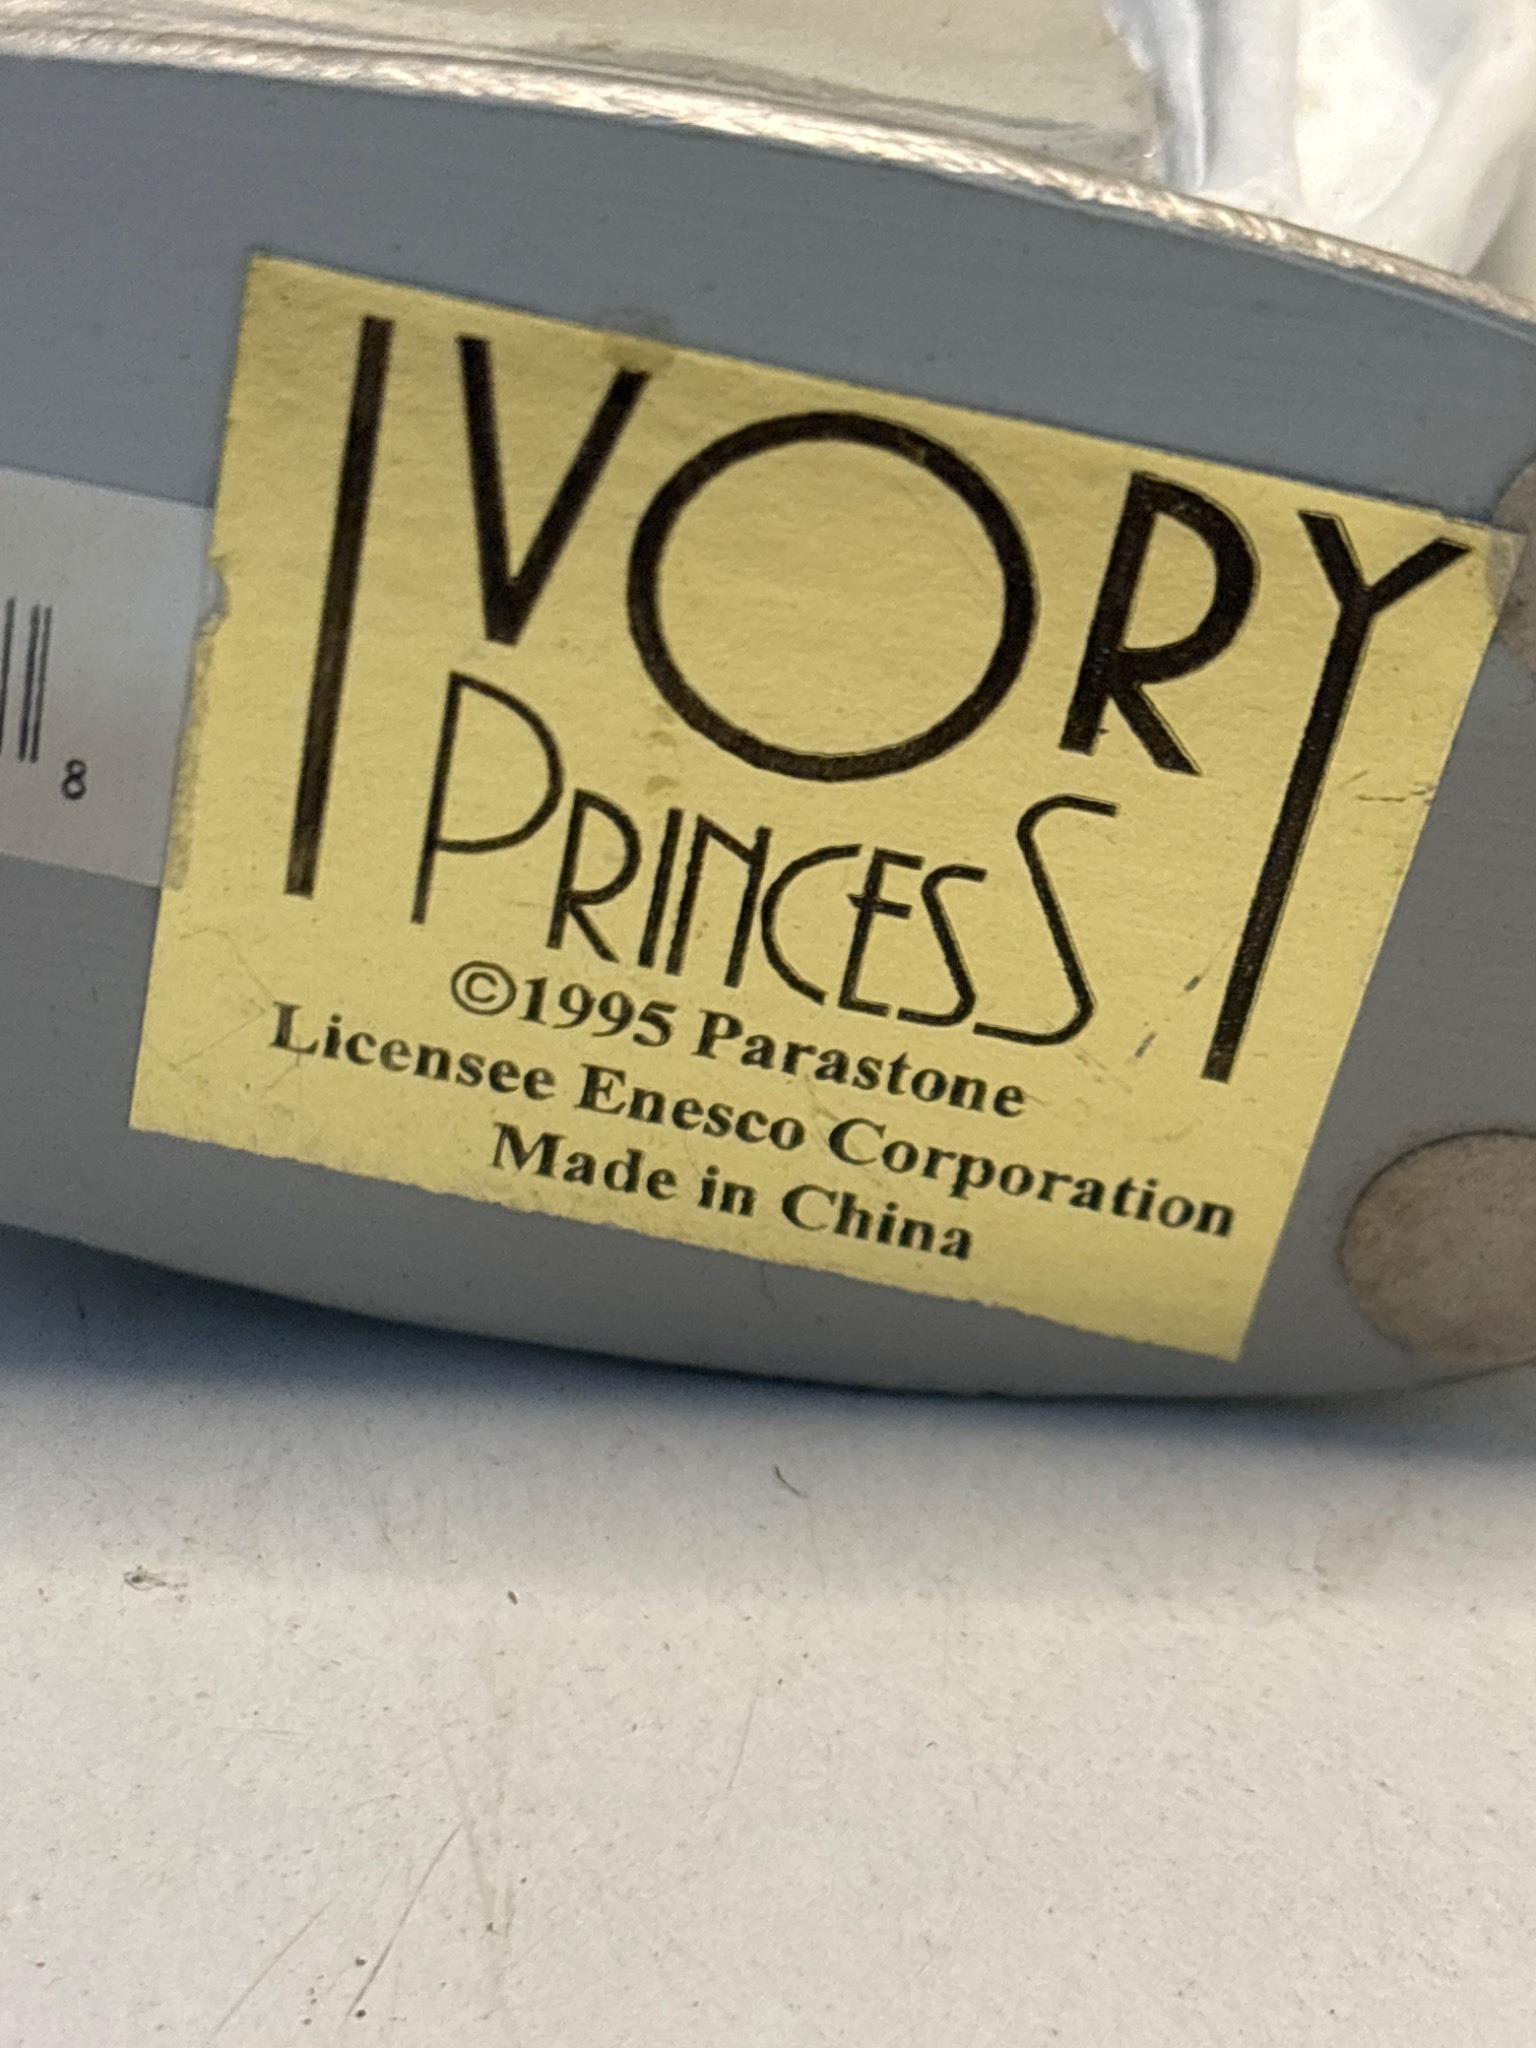 IVORY
PRINCESS
©1995 Parastone
Licensee Enesco Corporation
Made in China
8